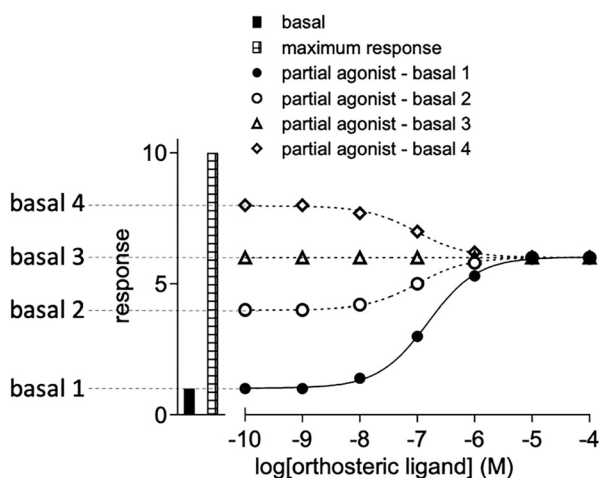 basal
maximum response
partial agonist - basal 1
partial agonist - basal 2
partial agonist - basal 3
partial agonist - basal 4
10
basal 4
basal 3
response
5
basal 2
basal 1
0
-10 -9 -8 -7 -6 -5 -4
log[orthosteric ligand] (M)